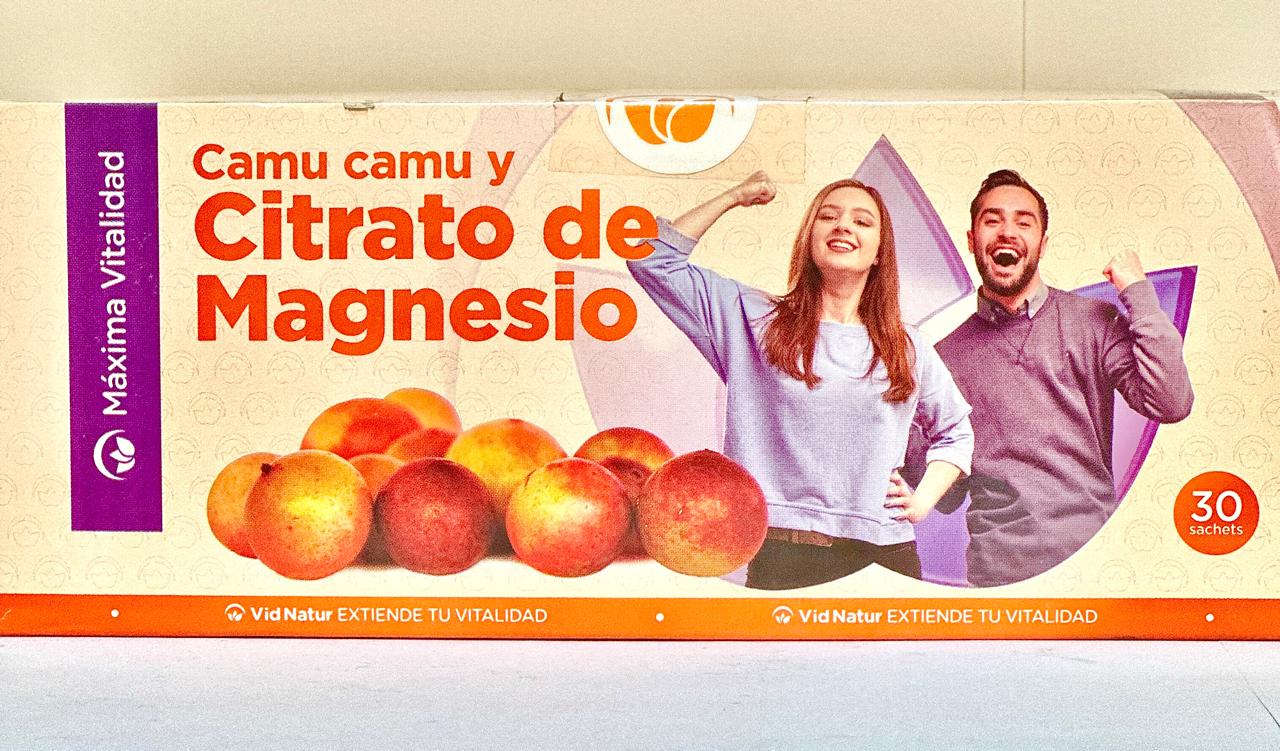 Máxima Vitalidad
Camu camu y
Citrato de
Magnesio
30
sachets
Vid Natur EXTIENDE TU VITALIDAD
Vid Natur EXTIENDE TU VITALIDAD